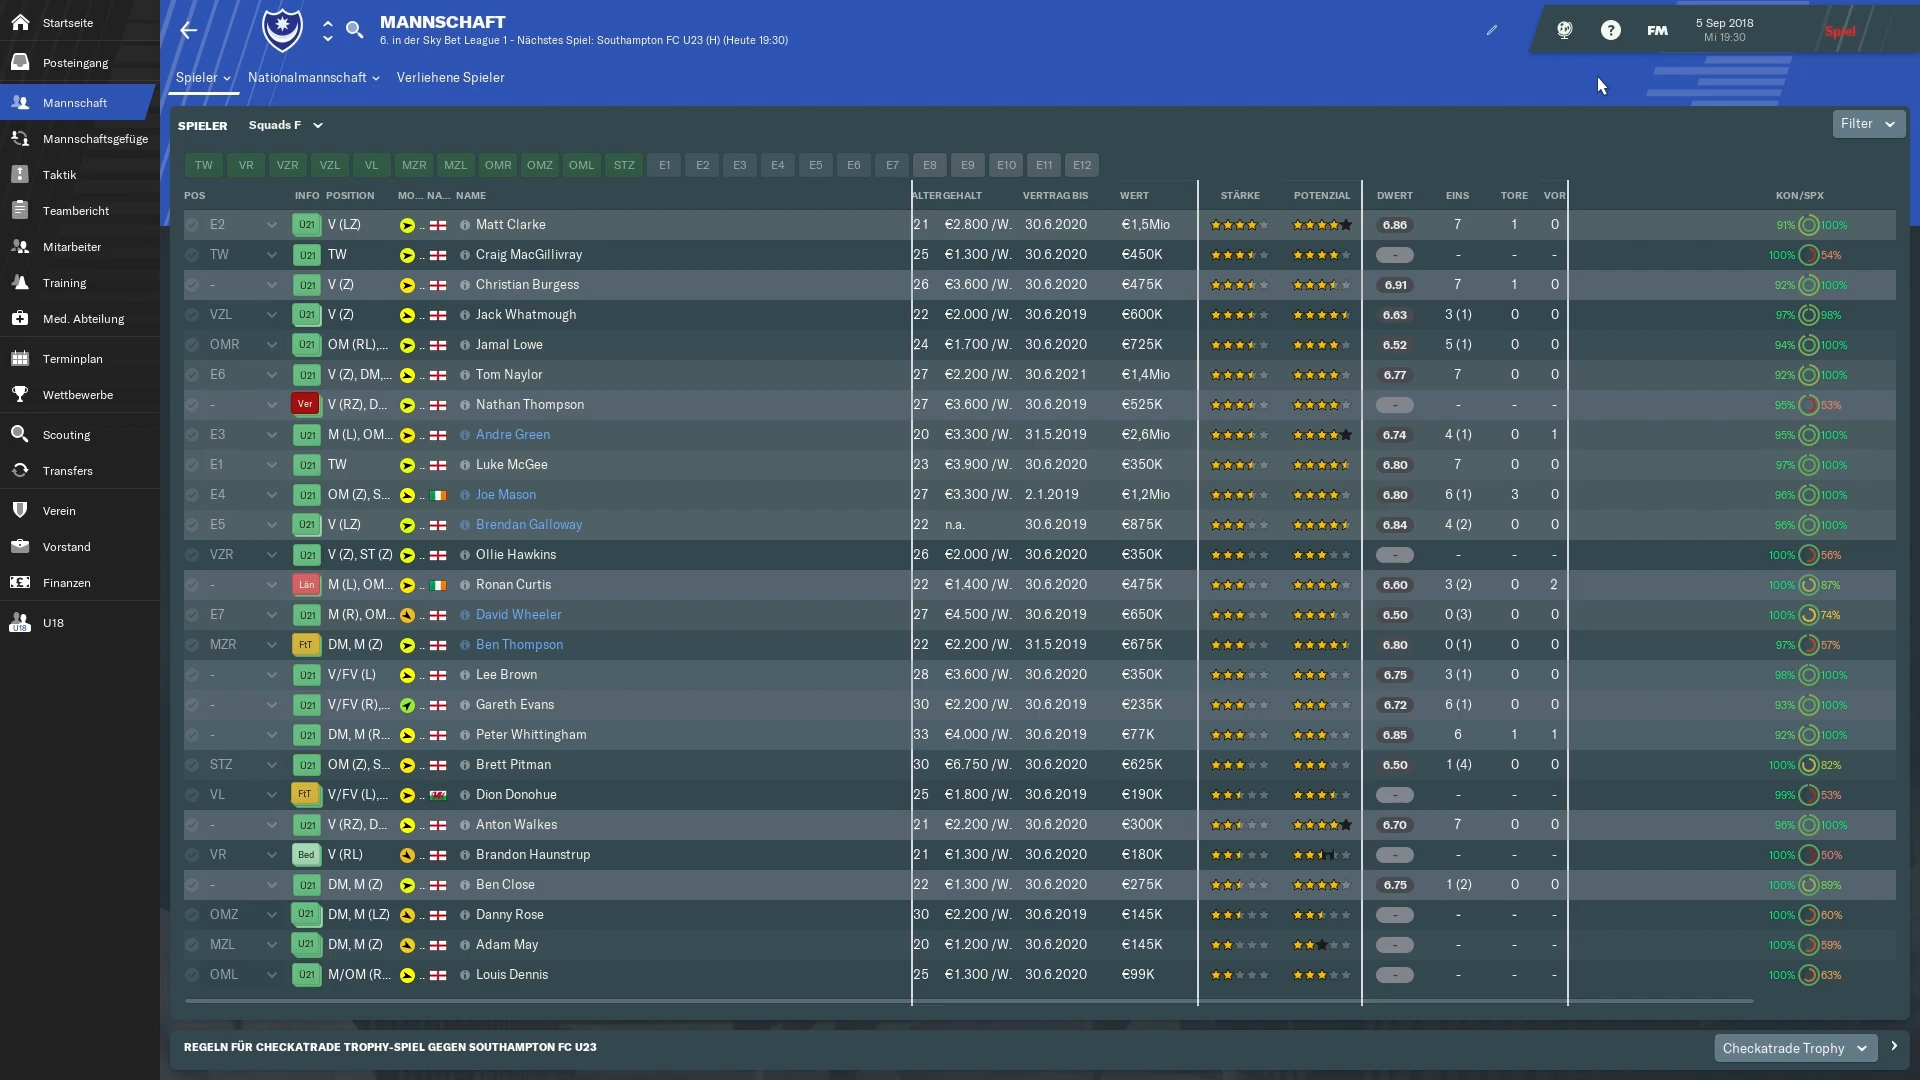 Startseite
Posteingang
Mannschaft
Mannschaftsgefüge
Taktik
Teambericht
Mitarbeiter
Training
Med. Abteilung
Terminplan
Wettbewerbe
Scouting
Transfers
Verein
Vorstand
Finanzen
U18 U18
MANNSCHAFT
6. in der Sky Bet League 1 - Nächstes Spiel: Southampton FC U23 (H) (Heute 19:30)
? FM 5 Sep 2018
Mi 19:30
Spiel
Spieler Nationalmannschaft Verliehene Spieler
SPIELER Squads F Filter
TW VR VZR VZL VL MZR MZL OMR OMZ OML STZ E1 E2 E3 E4 E5 E6 E7 E8 E9 E10 E11 E12
POS INFO POSITION MO... NA... NAME ALTER GEHALT VERTRAG BIS WERT STÄRKE POTENZIAL DWERT EINS TORE VOR KON/SPX
E2 Ü21 V (LZ) .. Matt Clarke 21 €2.800 /W. 30.6.2020 €1,5Mio 6.86 7 1 0 91% 100%
TW Ü21 TW .. Craig MacGillivray 25 €1.300 /W. 30.6.2020 €450K - - - - 100% 54%
- Ü21 V (Z) .. Christian Burgess 26 €3.600 /W. 30.6.2020 €475K 6.91 7 1 0 92% 100%
VZL Ü21 V (Z) .. Jack Whatmough 22 €2.000 /W. 30.6.2019 €600K 6.63 3 (1) 0 0 97% 98%
OMR Ü21 OM (RL),... .. Jamal Lowe 24 €1.700 /W. 30.6.2020 €725K 6.52 5 (1) 0 0 94% 100%
E6 Ü21 V (Z), DM,... .. Tom Naylor 27 €2.200 /W. 30.6.2021 €1,4Mio 6.77 7 0 0 92% 100%
- Ver V (RZ), D... .. Nathan Thompson 27 €3.600 /W. 30.6.2019 €525K - - - - 95% 53%
E3 U21 M (L), OM... .. Andre Green 20 €3.300 /W. 31.5.2019 €2,6Mio 6.74 4 (1) 0 1 95% 100%
E1 Ü21 TW .. Luke McGee 23 €3.900 /W. 30.6.2020 €350K 6.80 7 0 0 97% 100%
E4 Ü21 OM (Z), S... .. Joe Mason 27 €3.300 /W. 2.1.2019 €1,2Mio 6.80 6 (1) 3 0 96% 100%
E5 Ü21 V (LZ) .. Brendan Galloway 22 n.a. 30.6.2019 €875K 6.84 4 (2) 0 0 96% 100%
VZR Ü21 V (Z), ST (Z) .. Ollie Hawkins 26 €2.000 /W. 30.6.2020 €350K - - - - 100% 56%
- Län M (L), OM... .. Ronan Curtis 22 €1.400 /W. 30.6.2020 €475K 6.60 3 (2) 0 2 100% 87%
E7 Ü21 M (R), OM... .. David Wheeler 27 €4.500 /W. 30.6.2019 €650K 6.50 0 (3) 0 0 100% 74%
MZR FtT DM, M (Z) .. Ben Thompson 22 €2.200 /W. 31.5.2019 €675K 6.80 0 (1) 0 0 97% 57%
- Ü21 V/FV (L) .. Lee Brown 28 €3.600 /W. 30.6.2020 €350K 6.75 3 (1) 0 0 98% 100%
- Ü21 V/FV (R),... .. Gareth Evans 30 €2.200 /W. 30.6.2019 €235K 6.72 6 (1) 0 0 93% 100%
- Ü21 DM, M (R... .. Peter Whittingham 33 €4.000 /W. 30.6.2019 €77K 6.85 6 1 1 92% 100%
STZ Ü21 OM (Z), S... .. Brett Pitman 30 €6.750 /W. 30.6.2019 €625K 6.50 1 (4) 0 0 100% 82%
VL FtT V/FV (L),... .. Dion Donohue 25 €1.800 /W. 30.6.2019 €190K - - - - 99% 53%
- U21 V (RZ), D... .. Anton Walkes 21 €2.200 /W. 30.6.2020 €300K 6.70 7 0 0 96% 100%
VR Bed V (RL) .. Brandon Haunstrup 21 €1.300 /W. 30.6.2020 €180K - - - - 100% 50%
- Ü21 DM, M (Z) .. Ben Close 22 €1.300 /W. 30.6.2020 €275K 6.75 1 (2) 0 0 100% 89%
OMZ Ü21 DM, M (LZ) .. Danny Rose 30 €2.200 /W. 30.6.2019 €145K - - - - 100% 60%
MZL U21 DM, M (Z) .. Adam May 20 €1.200 /W. 30.6.2020 €145K - - - - 100% 59%
OML Ü21 M/OM (R... .. Louis Dennis 25 €1.300 /W. 30.6.2020 €99K - - - - 100% 63%
REGELN FÜR CHECKATRADE TROPHY-SPIEL GEGEN SOUTHAMPTON FC U23 Checkatrade Trophy